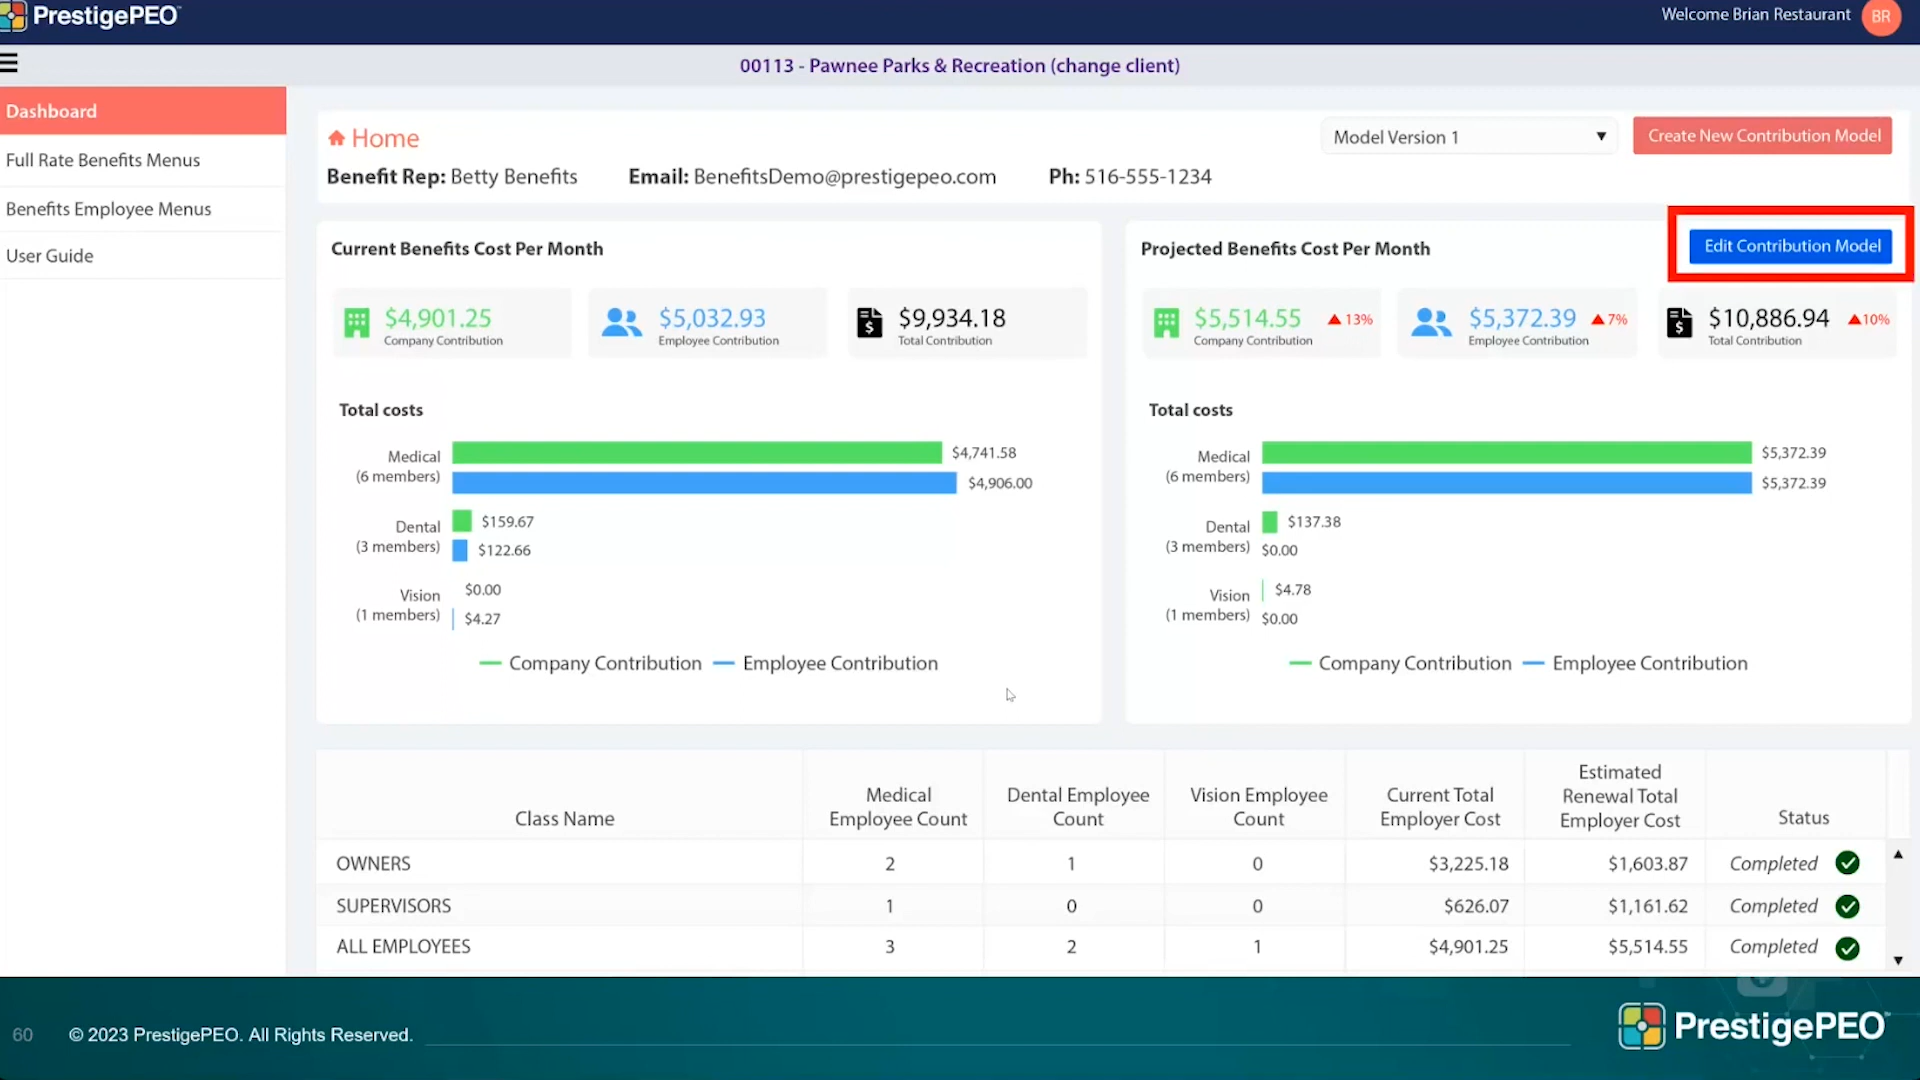 PrestigePEO
Welcome Brian Restaurant
BR
00113 - Pawnee Parks & Recreation (change client)
Dashboard
Full Rate Benefits Menus
Benefits Employee Menus
User Guide
Home
Model Version 1
Create New Contribution Model
Benefit Rep: Betty Benefits Email: BenefitsDemo@prestigepeo.com Ph: 516-555-1234
Current Benefits Cost Per Month
$4,901.25
Company Contribution
$5,032.93
Employee Contribution
$9,934.18
Total Contribution
Total costs
Medical
(6 members)
$4,741.58
$4,906.00
Dental
(3 members)
$159.67
$122.66
Vision
(1 members)
$0.00
$4.27
Company Contribution Employee Contribution
Projected Benefits Cost Per Month
Edit Contribution Model
$5,514.55 13%
Company Contribution
$5,372.39 7%
Employee Contribution
$10,886.94 10%
Total Contribution
Total costs
Medical
(6 members)
$5,372.39
$5,372.39
Dental
(3 members)
$137.38
$0.00
Vision
(1 members)
$4.78
$0.00
Company Contribution Employee Contribution
Class Name
Medical
Employee Count
Dental Employee
Count
Vision Employee
Count
Current Total
Employer Cost
Estimated
Renewal Total
Employer Cost
Status
OWNERS 2 1 0 $3,225.18 $1,603.87 Completed
SUPERVISORS 1 0 0 $626.07 $1,161.62 Completed
ALL EMPLOYEES 3 2 1 $4,901.25 $5,514.55 Completed
60 © 2023 PrestigePEO. All Rights Reserved.
PrestigePEO